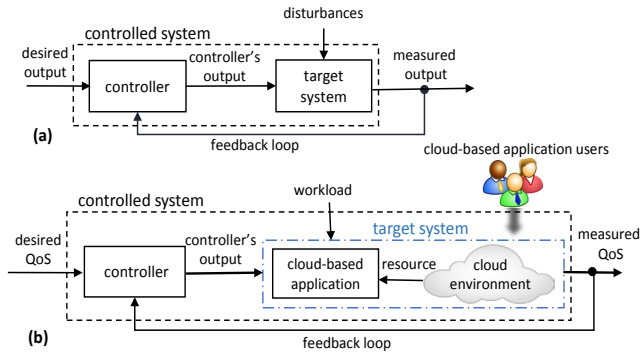 disturbances
controlled system
desired
output
controller's
output
measured
output
controller
target
system
feedback loop
(a)
cloud-based application users
controlled system
workload
target system
desired
QoS
controller's
output
measured
QoS
controller
cloud-based
application
resource
cloud
environment
feedback loop
(b)